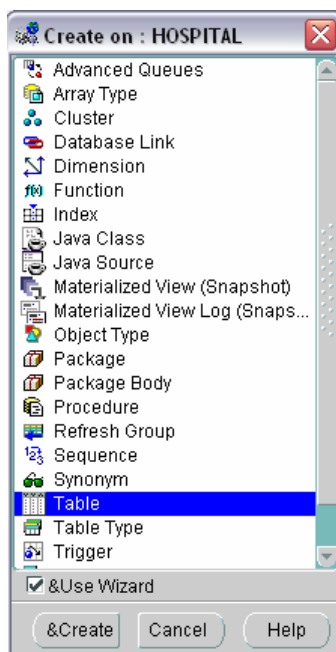 Create on : HOSPITAL
Advanced Queues
Array Type
Cluster
Database Link
Dimension
f(x) Function
Index
Java Class
Java Source
Materialized View (Snapshot)
Materialized View Log (Snaps...
Object Type
Package
Package Body
Procedure
Refresh Group
123 Sequence
Synonym
Table
Table Type
Trigger
&Use Wizard
&Create Cancel Help